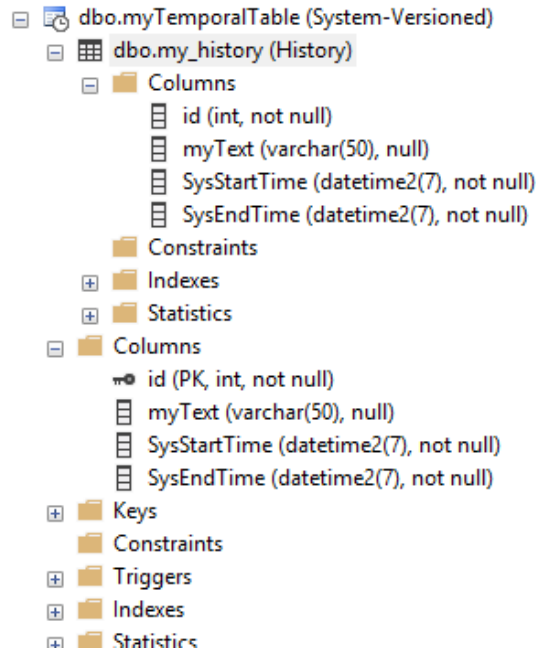 dbo.myTemporalTable (System-Versioned)
dbo.my_history (History)
Columns
id (int, not null)
myText (varchar(50), null)
SysStartTime (datetime2(7), not null)
SysEndTime (datetime2(7), not null)
Constraints
Indexes
Statistics
Columns
id (PK, int, not null)
myText (varchar(50), null)
SysStartTime (datetime2(7), not null)
SysEndTime (datetime2(7), not null)
Keys
Constraints
Triggers
Indexes
Statistics